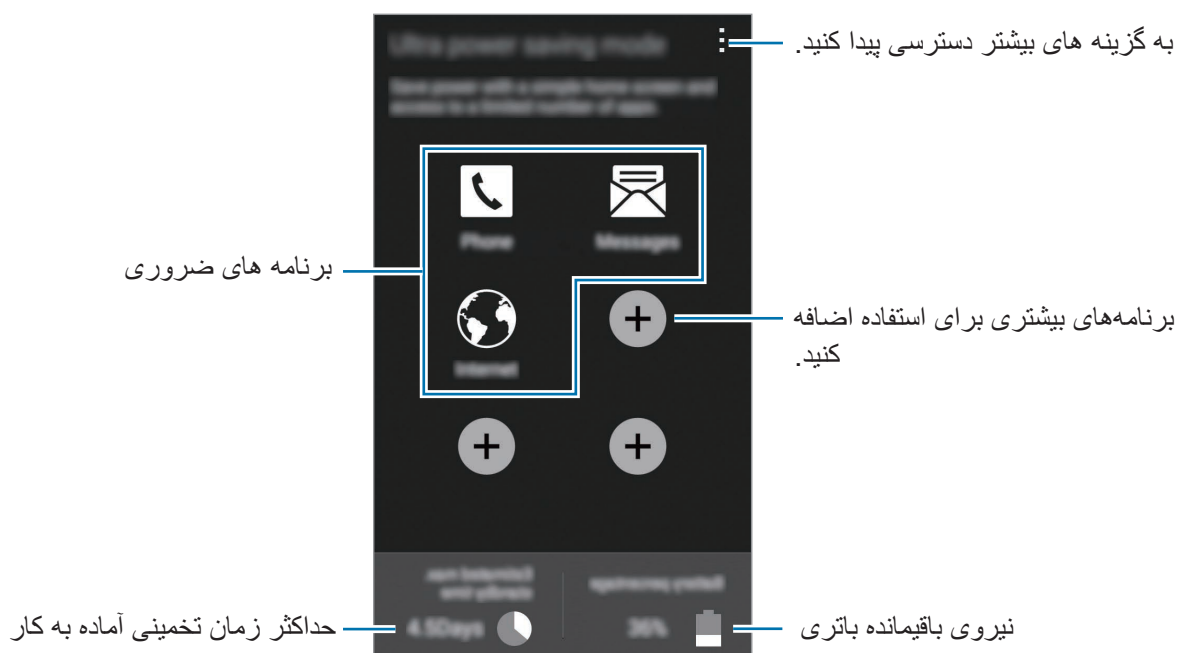 به گزینه های بیشتر دسترسی پیدا کنید.
Ultra power saving mode
Save power with a simple home screen and
access to a limited number of apps.
Phone
Messages
برنامه های ضروری
برنامه‌های بیشتری برای استفاده اضافه
کنید.
Internet
نیروی باقیمانده باتری
36%
4.5Days
حداکثر زمان تخمینی آماده به کار